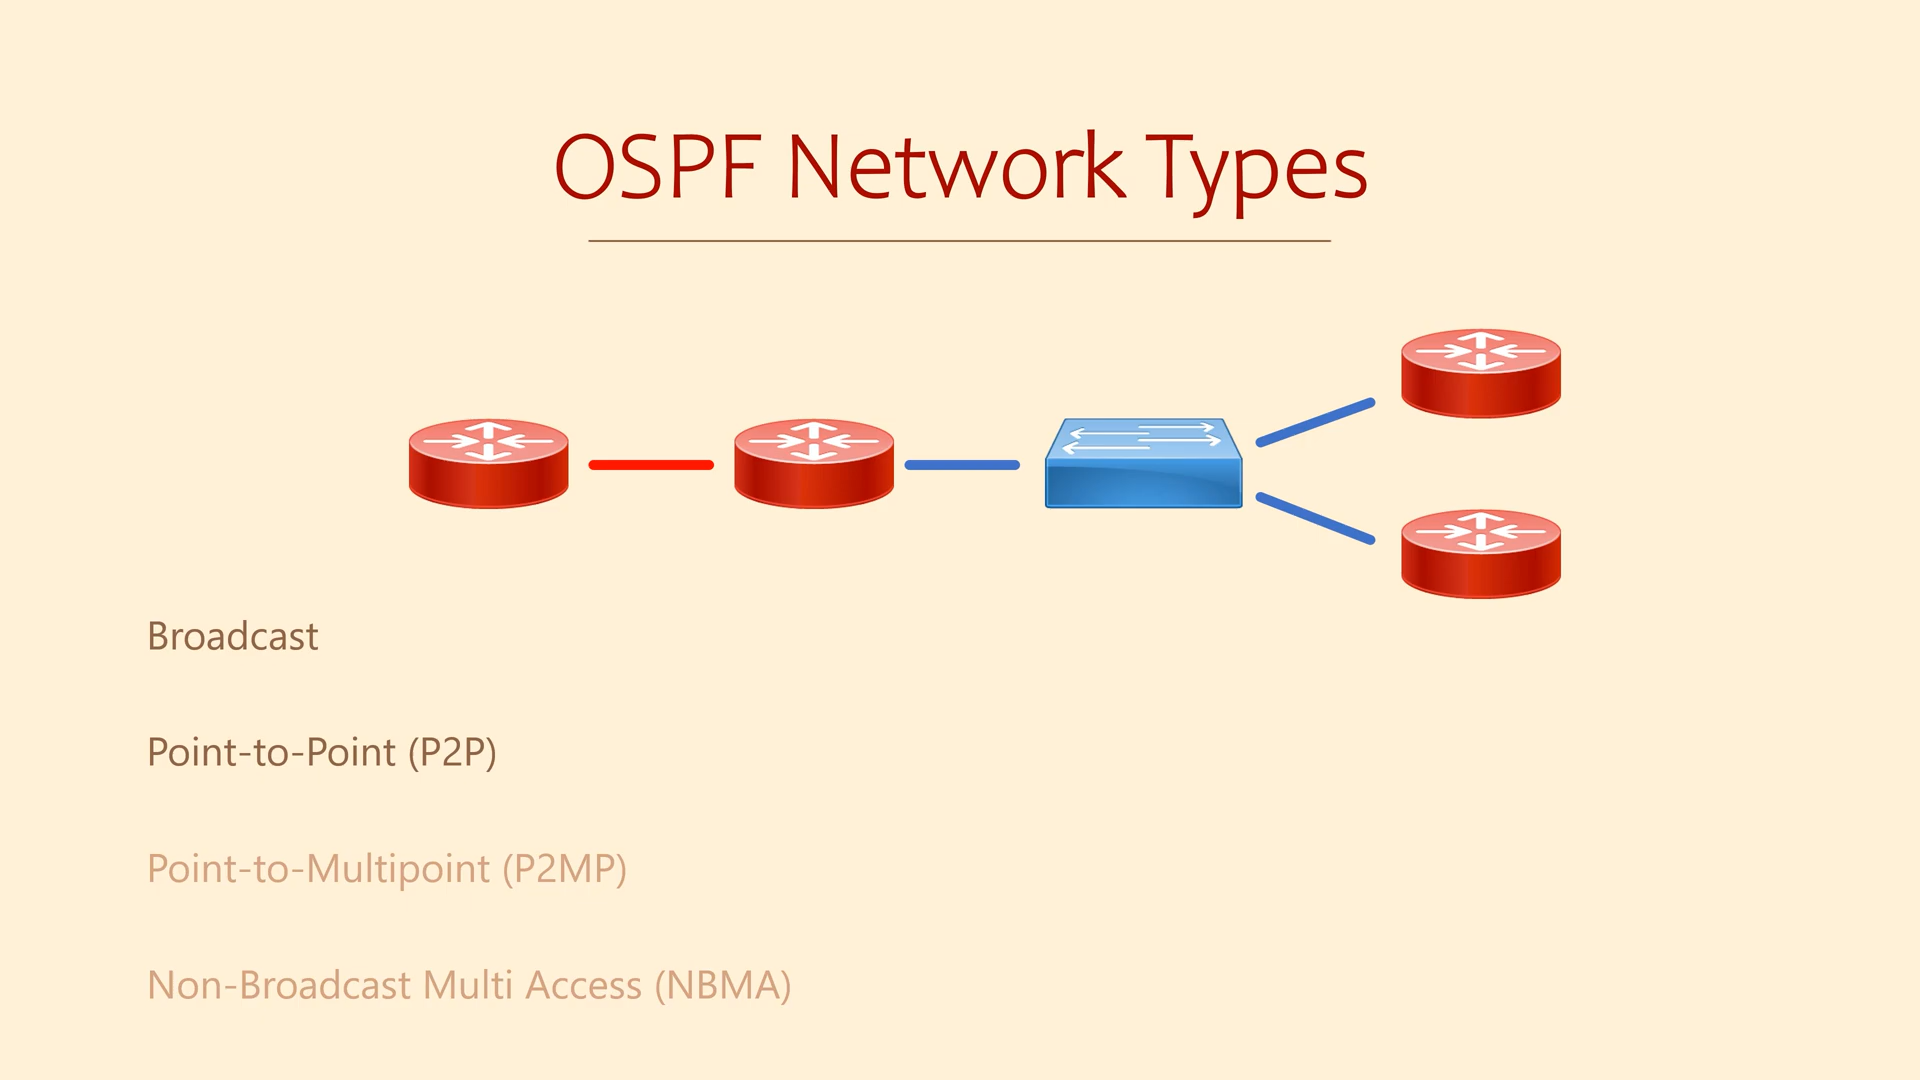 OSPF Network Types
Broadcast
Point-to-Point (P2P)
Point-to-Multipoint (P2MP)
Non-Broadcast Multi Access (NBMA)